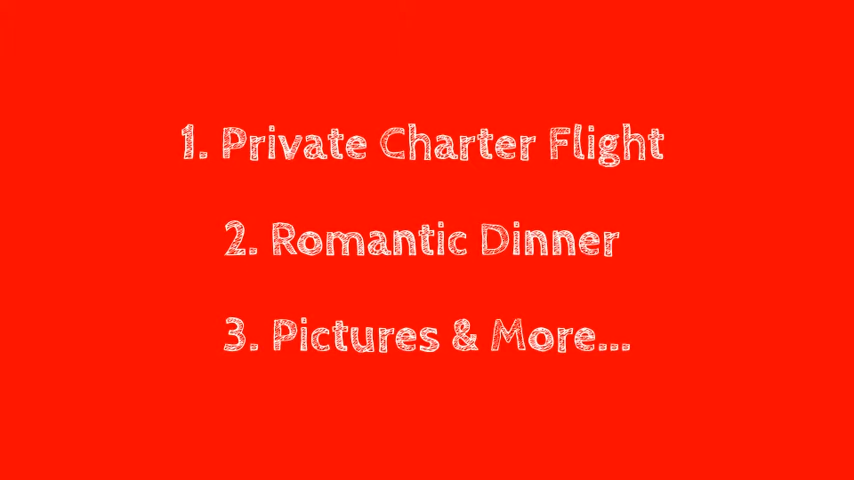 1. Private Charter Flight
2. Romantic Dinner
3. Pictures & More...